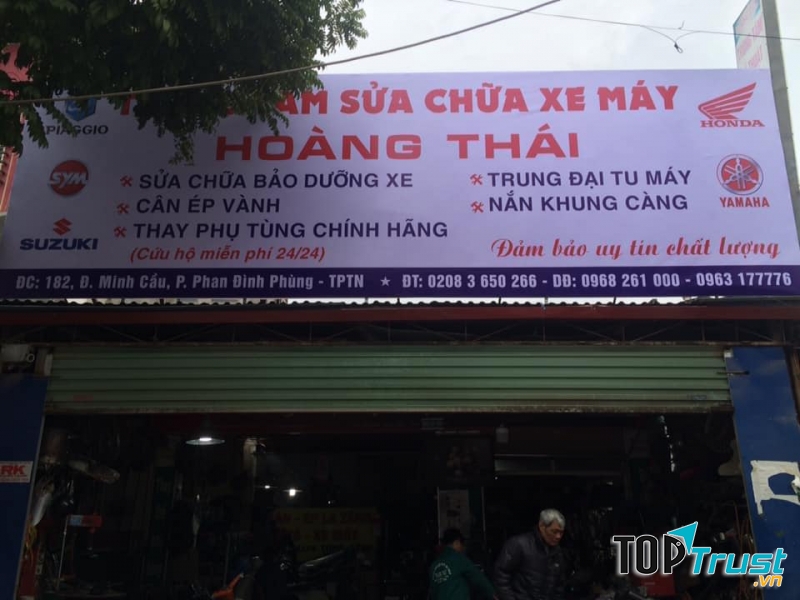 SỬA CHỮA XE MÁY
HOÀNG THÁI
PIAGGIO
HONDA
SYM
SỬA CHỮA BẢO DƯỠNG XE
TRUNG ĐẠI TU MÁY
CÂN ÉP VÀNH
NẮN KHUNG CÀNG
YAMAHA
SUZUKI
THAY PHỤ TÙNG CHÍNH HÃNG
(Cứu hộ miễn phí 24/24)
Đảm bảo uy tín chất lượng
ĐC: 182, Đ. Minh Cầu, P. Phan Đình Phùng - TPTN ★ ĐT: 0208 3 650 266 - DĐ: 0968 261 000 - 0963 177776
RK
TOPTrust.vn